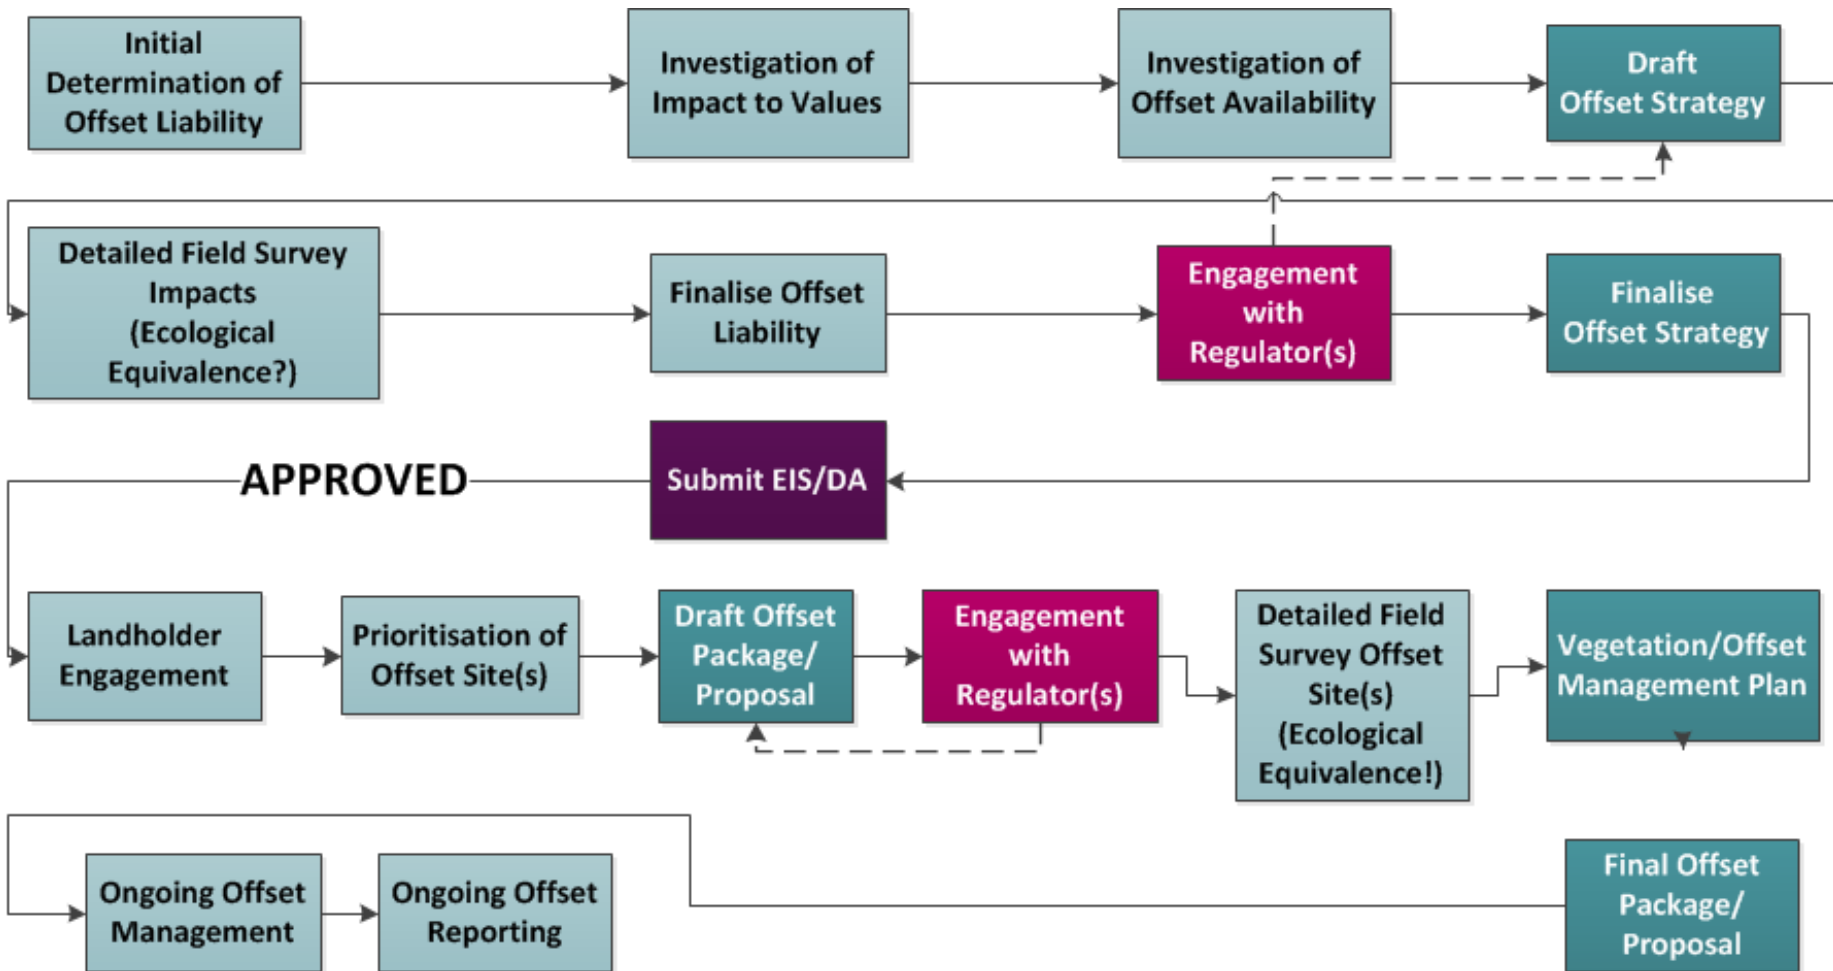 Initial
Determination of
Offset Liability
Investigation of
Impact to Values
Investigation of
Offset Availability
Draft
Offset Strategy
Detailed Field Survey
Impacts
(Ecological
Equivalence?)
Finalise Offset
Liability
Engagement
with
Regulator(s)
Finalise
Offset Strategy
APPROVED
Submit EIS/DA
Landholder
Engagement
Prioritisation of
Offset Site(s)
Draft Offset
Package/
Proposal
Engagement
with
Regulator(s)
Detailed Field
Survey Offset
Site(s)
(Ecological
Equivalence!)
Vegetation/Offset
Management Plan
Ongoing Offset
Management
Ongoing Offset
Reporting
Final Offset
Package/
Proposal